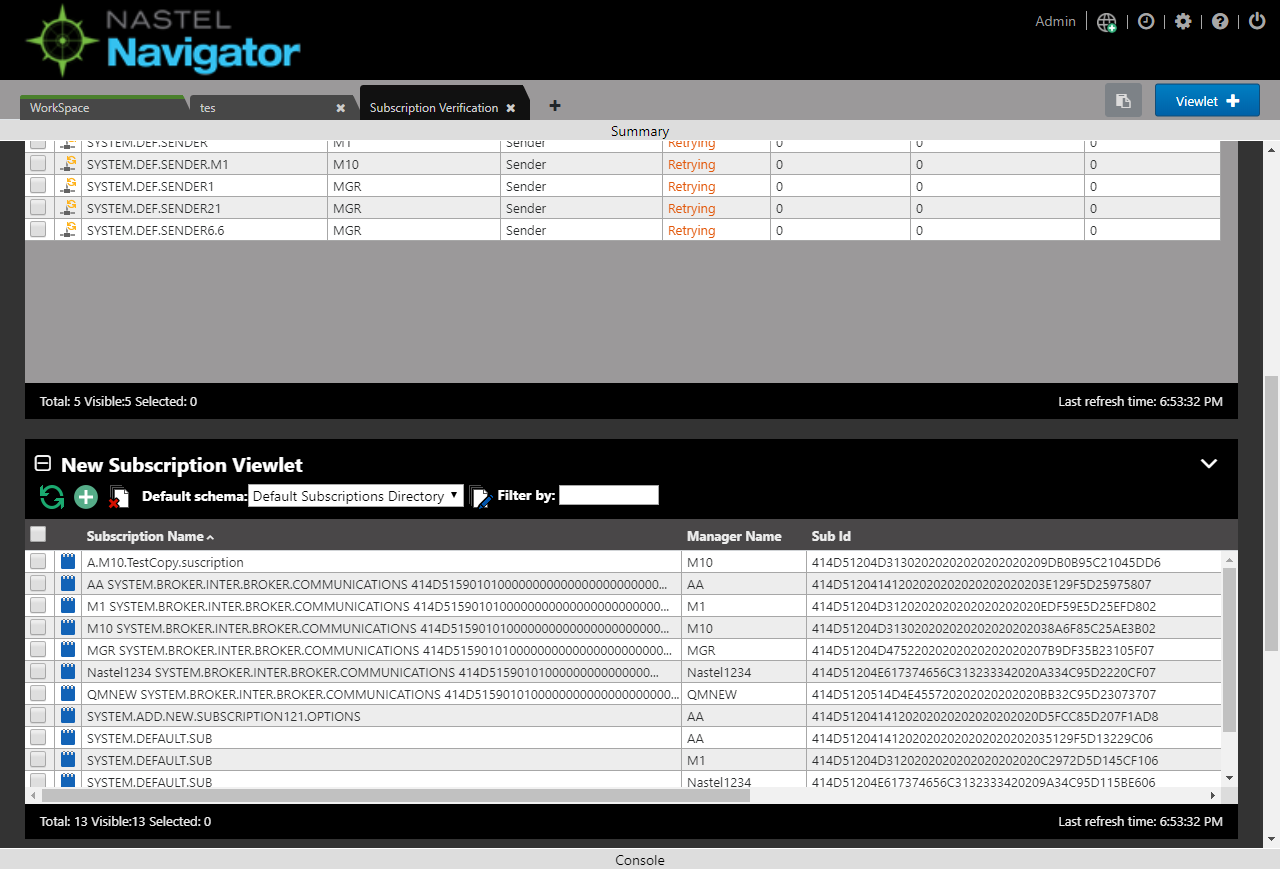 NASTEL
Navigator
Admin
WorkSpace
tes
Subscription Verification
Viewlet
Summary
SYSTEM.DEF.SENDER M1 Sender Retrying 0 0 0
SYSTEM.DEF.SENDER.M1 M10 Sender Retrying 0 0 0
SYSTEM.DEF.SENDER1 MGR Sender Retrying 0 0 0
SYSTEM.DEF.SENDER21 MGR Sender Retrying 0 0 0
SYSTEM.DEF.SENDER6.6 MGR Sender Retrying 0 0 0
Total: 5 Visible:5 Selected: 0 Last refresh time: 6:53:32 PM
New Subscription Viewlet
Default schema: Default Subscriptions Directory Filter by:
Subscription Name Manager Name Sub Id
A.M10.TestCopy.suscription M10 414D51204D3130202020202020202020209DB0B95C21045DD6
AA SYSTEM.BROKER.INTER.BROKER.COMMUNICATIONS 414D51590101000000000000000000000000... AA 414D5120414120202020202020202020203E129F5D25975807
M1 SYSTEM.BROKER.INTER.BROKER.COMMUNICATIONS 414D51590101000000000000000000000000... M1 414D51204D312020202020202020202020EDF59E5D25EFD802
M10 SYSTEM.BROKER.INTER.BROKER.COMMUNICATIONS 414D5159010100000000000000000000000... M10 414D51204D31302020202020202020202038A6F85C25AE3B02
MGR SYSTEM.BROKER.INTER.BROKER.COMMUNICATIONS 414D5159010100000000000000000000000... MGR 414D51204D4752202020202020202020207B9DF35B23105F07
Nastel1234 SYSTEM.BROKER.INTER.BROKER.COMMUNICATIONS 414D5159010100000000000000000... Nastel1234 414D51204E617374656C313233342020A334C95D2220CF07
QMNEW SYSTEM.BROKER.INTER.BROKER.COMMUNICATIONS 414D51590101000000000000000000000... QMNEW 414D5120514D4E455720202020202020BB32C95D23073707
SYSTEM.ADD.NEW.SUBSCRIPTION121.OPTIONS AA 414D512041412020202020202020202020D5FCC85D207F1AD8
SYSTEM.DEFAULT.SUB AA 414D51204141202020202020202020202035129F5D13229C06
SYSTEM.DEFAULT.SUB M1 414D51204D312020202020202020202020C2972D5D145CF106
SYSTEM.DEFAULT.SUB Nastel1234 414D51204E617374656C3132333420209A34C95D115BE606
Total: 13 Visible:13 Selected: 0 Last refresh time: 6:53:32 PM
Console